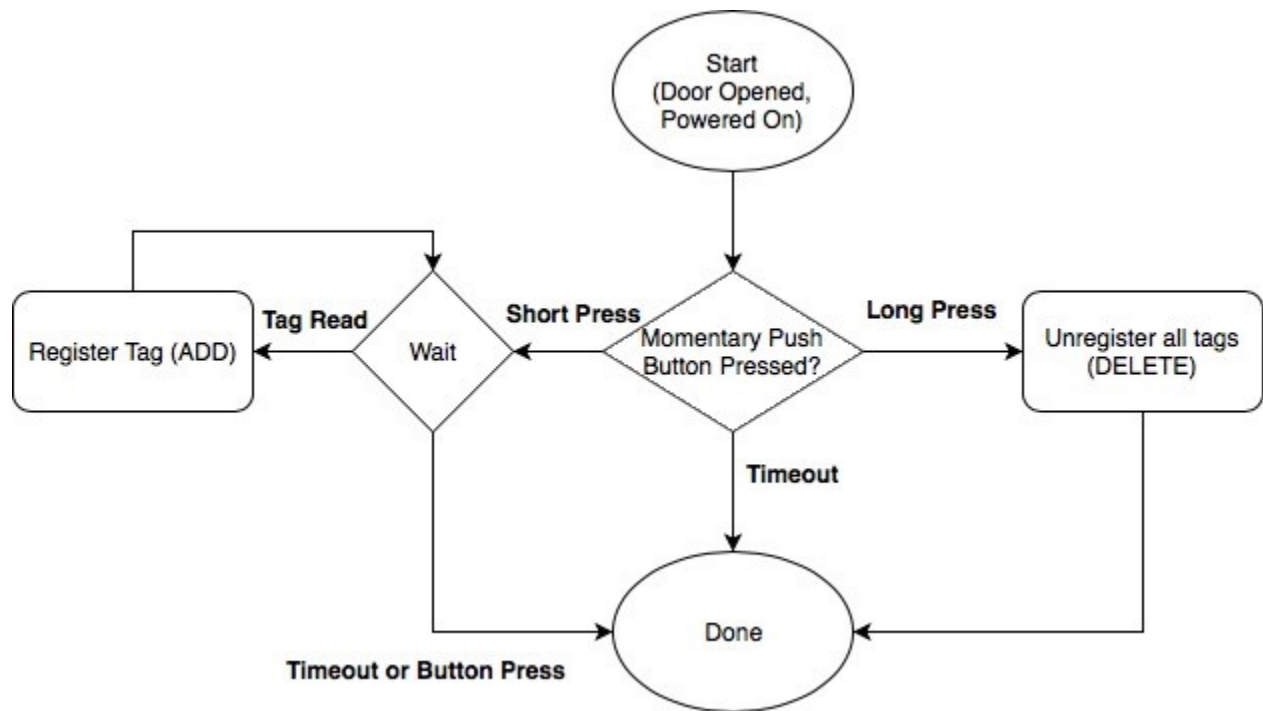 Start
(Door Opened,
Powered On)
Tag Read
Short Press
Long Press
Register Tag (ADD)
Wait
Momentary Push
Button Pressed?
Unregister all tags
(DELETE)
Timeout
Done
Timeout or Button Press